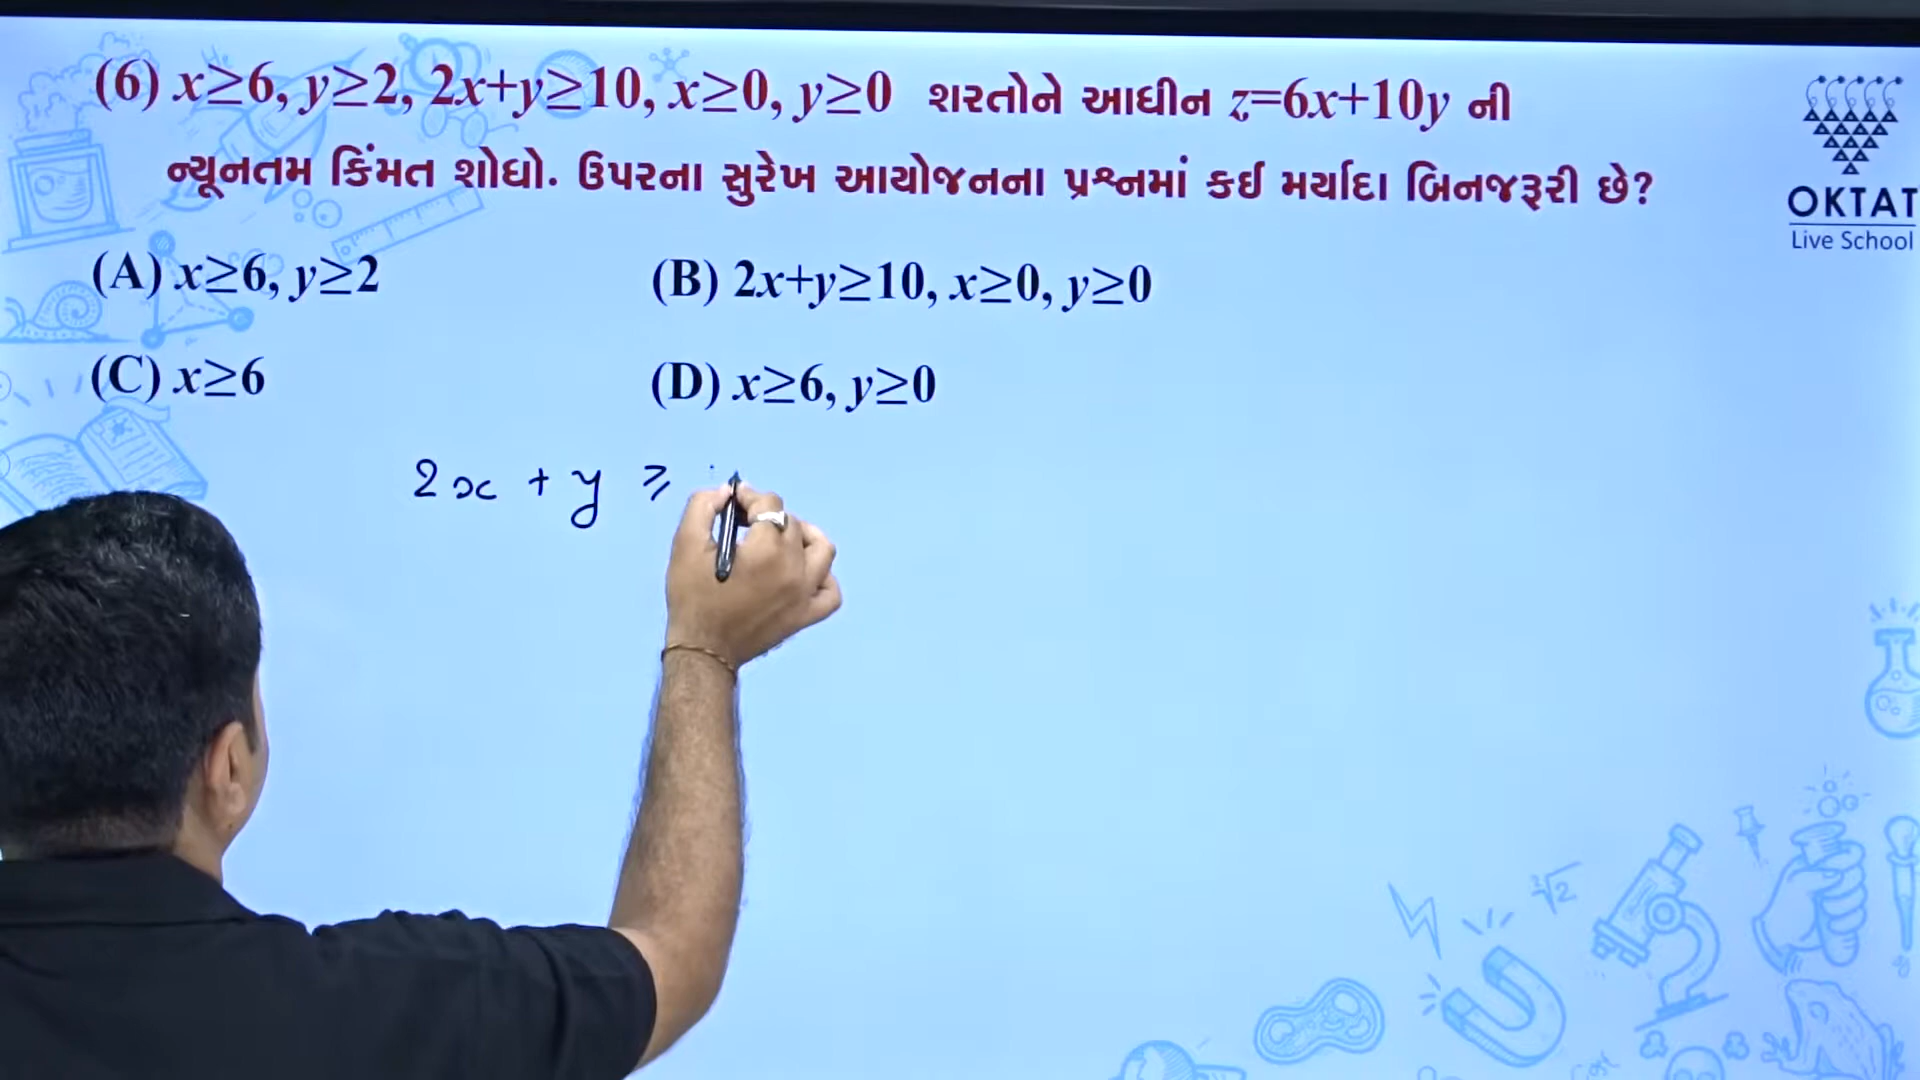 (6) x≥6, y≥2, 2x+y≥10, x≥0, y≥0 શરતોને આધીન z=6x+10y ની
ન્યૂનતમ કિંમત શોધો. ઉપરના સુરેખ આયોજનના પ્રશ્નમાં કઈ મર્યાદા બિનજરૂરી છે?
OKTAT
Live School
(A) x≥6, y≥2
(B) 2x+y≥10, x≥0, y≥0
(C) x≥6
(D) x≥6, y≥0
2x + y ≥